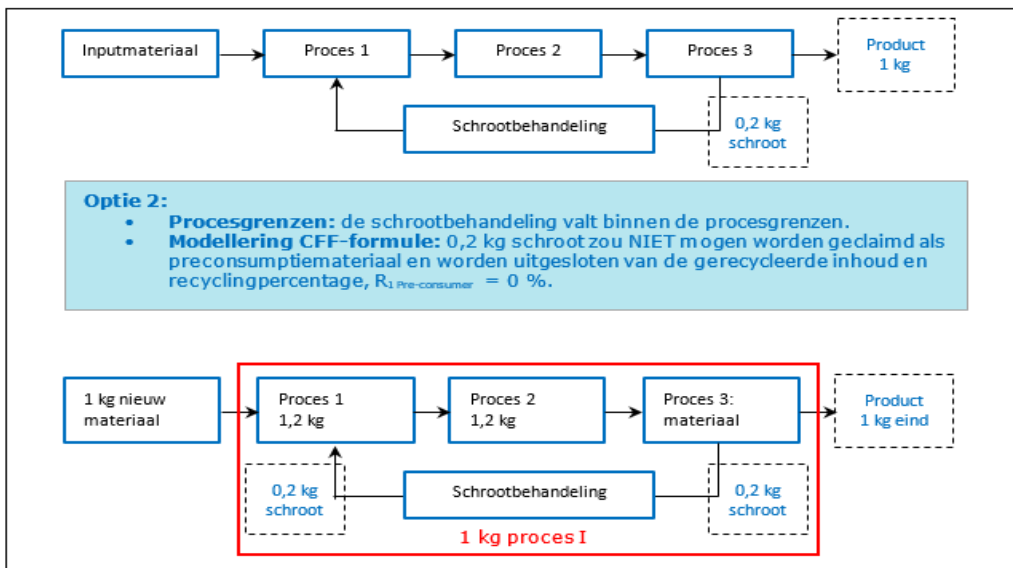 Inputmateriaal
Proces 1
Proces 2
Proces 3
Product
1 kg
Schrootbehandeling
0,2 kg
schroot
Optie 2:
• Procesgrenzen: de schrootbehandeling valt binnen de procesgrenzen.
• Modellering CFF-formule: 0,2 kg schroot zou NIET mogen worden geclaimd als
preconsumptiemateriaal en worden uitgesloten van de gerecycleerde inhoud en
recyclingpercentage, R1 Pre-consumer = 0 %.
1 kg nieuw
materiaal
Proces 1
1,2 kg
Proces 2
1,2 kg
Proces 3:
materiaal
Product
1 kg eind
0,2 kg
schroot
Schrootbehandeling
0,2 kg
schroot
1 kg proces I